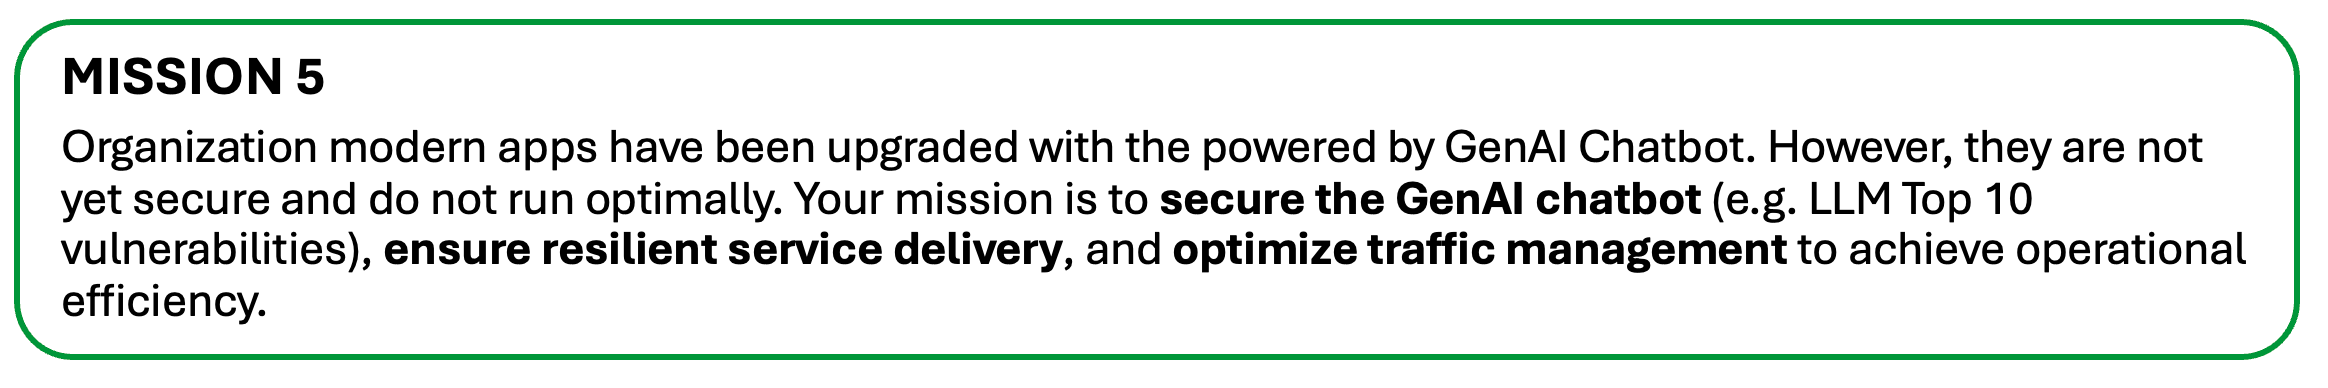 MISSION 5
Organization modern apps have been upgraded with the powered by GenAI Chatbot. However, they are not
yet secure and do not run optimally. Your mission is to secure the GenAI chatbot (e.g. LLM Top 10
vulnerabilities), ensure resilient service delivery, and optimize traffic management to achieve operational
efficiency.